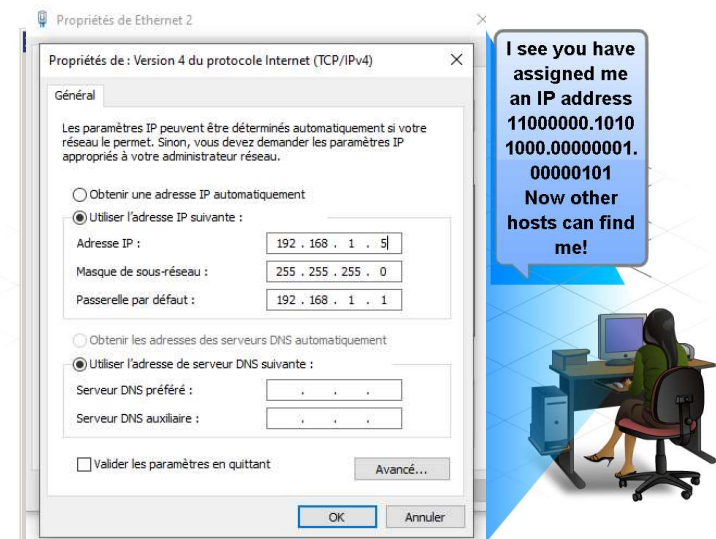 Propriétés de Ethernet 2
Propriétés de : Version 4 du protocole Internet (TCP/IPv4)
Général
Les paramètres IP peuvent être déterminés automatiquement si votre
réseau le permet. Sinon, vous devez demander les paramètres IP
appropriés à votre administrateur réseau.
Obtenir une adresse IP automatiquement
Utiliser l'adresse IP suivante :
Adresse IP : 192 . 168 . 1 . 5
Masque de sous-réseau : 255 . 255 . 255 . 0
Passerelle par défaut : 192 . 168 . 1 . 1
Obtenir les adresses des serveurs DNS automatiquement
Utiliser l'adresse de serveur DNS suivante :
Serveur DNS préféré : . . .
Serveur DNS auxiliaire : . . .
Valider les paramètres en quittant
Avancé...
OK Annuler
I see you have
assigned me
an IP address
11000000.1010
1000.00000001.
00000101
Now other
hosts can find
me!